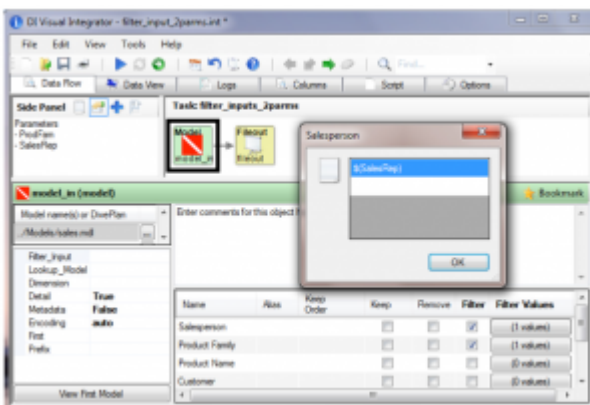 DI Visual Integrator - filter_input_2parms.int *
File Edit View Tools Help
Find...
Data Flow Data View Logs Columns Script Options
Side Panel
Task: filter_inputs_2parms
Parameters
- ProdFam
- SalesRep
Model
model_in
Fileout
fileout
Salesperson
$(SalesRep)
OK
model_in (model)
Bookmark
Model name(s) or DivePlan
../Models/sales.mdl
...
Enter comments for this object
Filter_Input
Lookup_Model
Dimension
Detail True
Metadata False
Encoding auto
First
Prefix
View First Model
Name Alias Keep Order Keep Remove Filter Filter Values
Salesperson (1 values)
Product Family (1 values)
Product Name (0 values)
Customer (0 values)